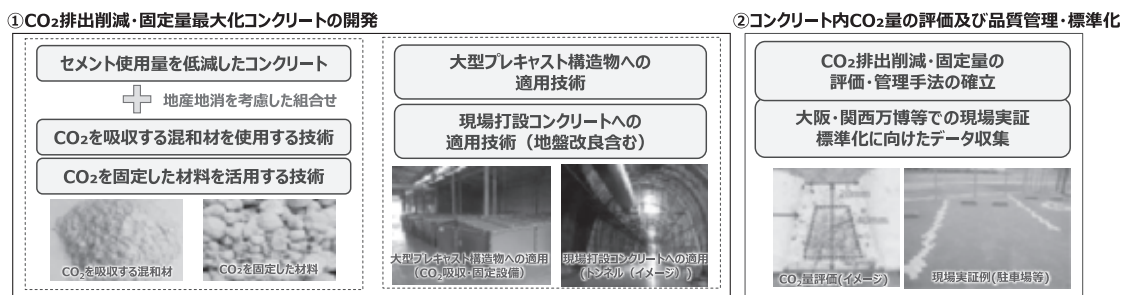 ①CO₂排出削減･固定量最大化コンクリートの開発
セメント使用量を低減したコンクリート
地産地消を考慮した組合せ
CO₂を吸収する混和材を使用する技術
CO₂を固定した材料を活用する技術
CO₂を吸収する混和材
CO₂を固定した材料
大型プレキャスト構造物への
適用技術
現場打設コンクリートへの
適用技術（地盤改良含む）
大型プレキャスト構造物への適用
（CO₂吸収・固定設備）
現場打設コンクリートへの適用
（トンネル（イメージ））
②コンクリート内CO₂量の評価及び品質管理･標準化
CO₂排出削減・固定量の
評価・管理手法の確立
大阪・関西万博等での現場実証
標準化に向けたデータ収集
CO₂量評価(イメージ)
現場実証例(駐車場等)